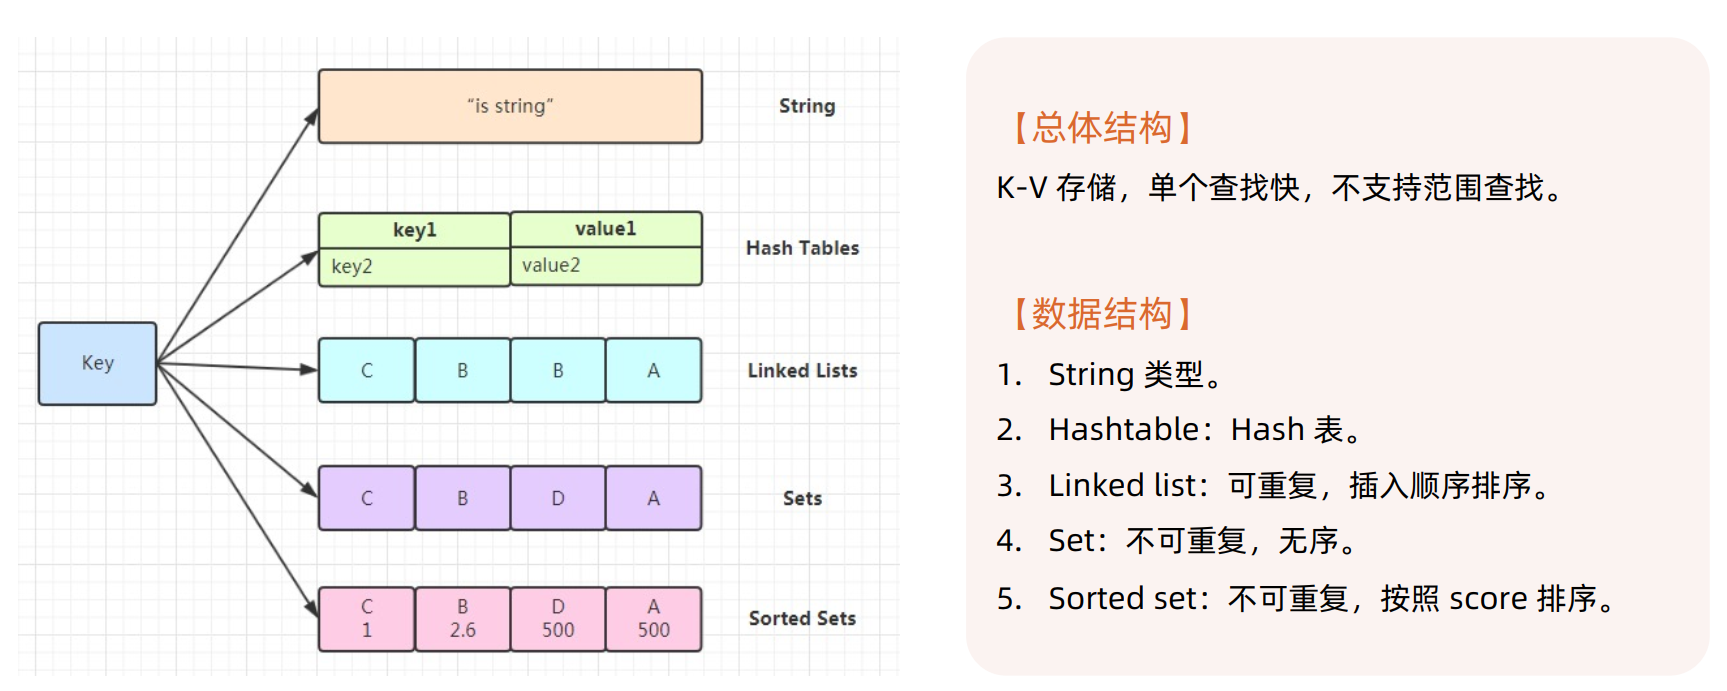 “is string”
String
key1
value1
key2
value2
Hash Tables
Key
C
B
B
A
Linked Lists
C
B
D
A
Sets
C
1
B
2.6
D
500
A
500
Sorted Sets
【总体结构】
K-V 存储，单个查找快，不支持范围查找。
【数据结构】
1. String 类型。
2. Hashtable：Hash 表。
3. Linked list：可重复，插入顺序排序。
4. Set：不可重复，无序。
5. Sorted set：不可重复，按照 score 排序。